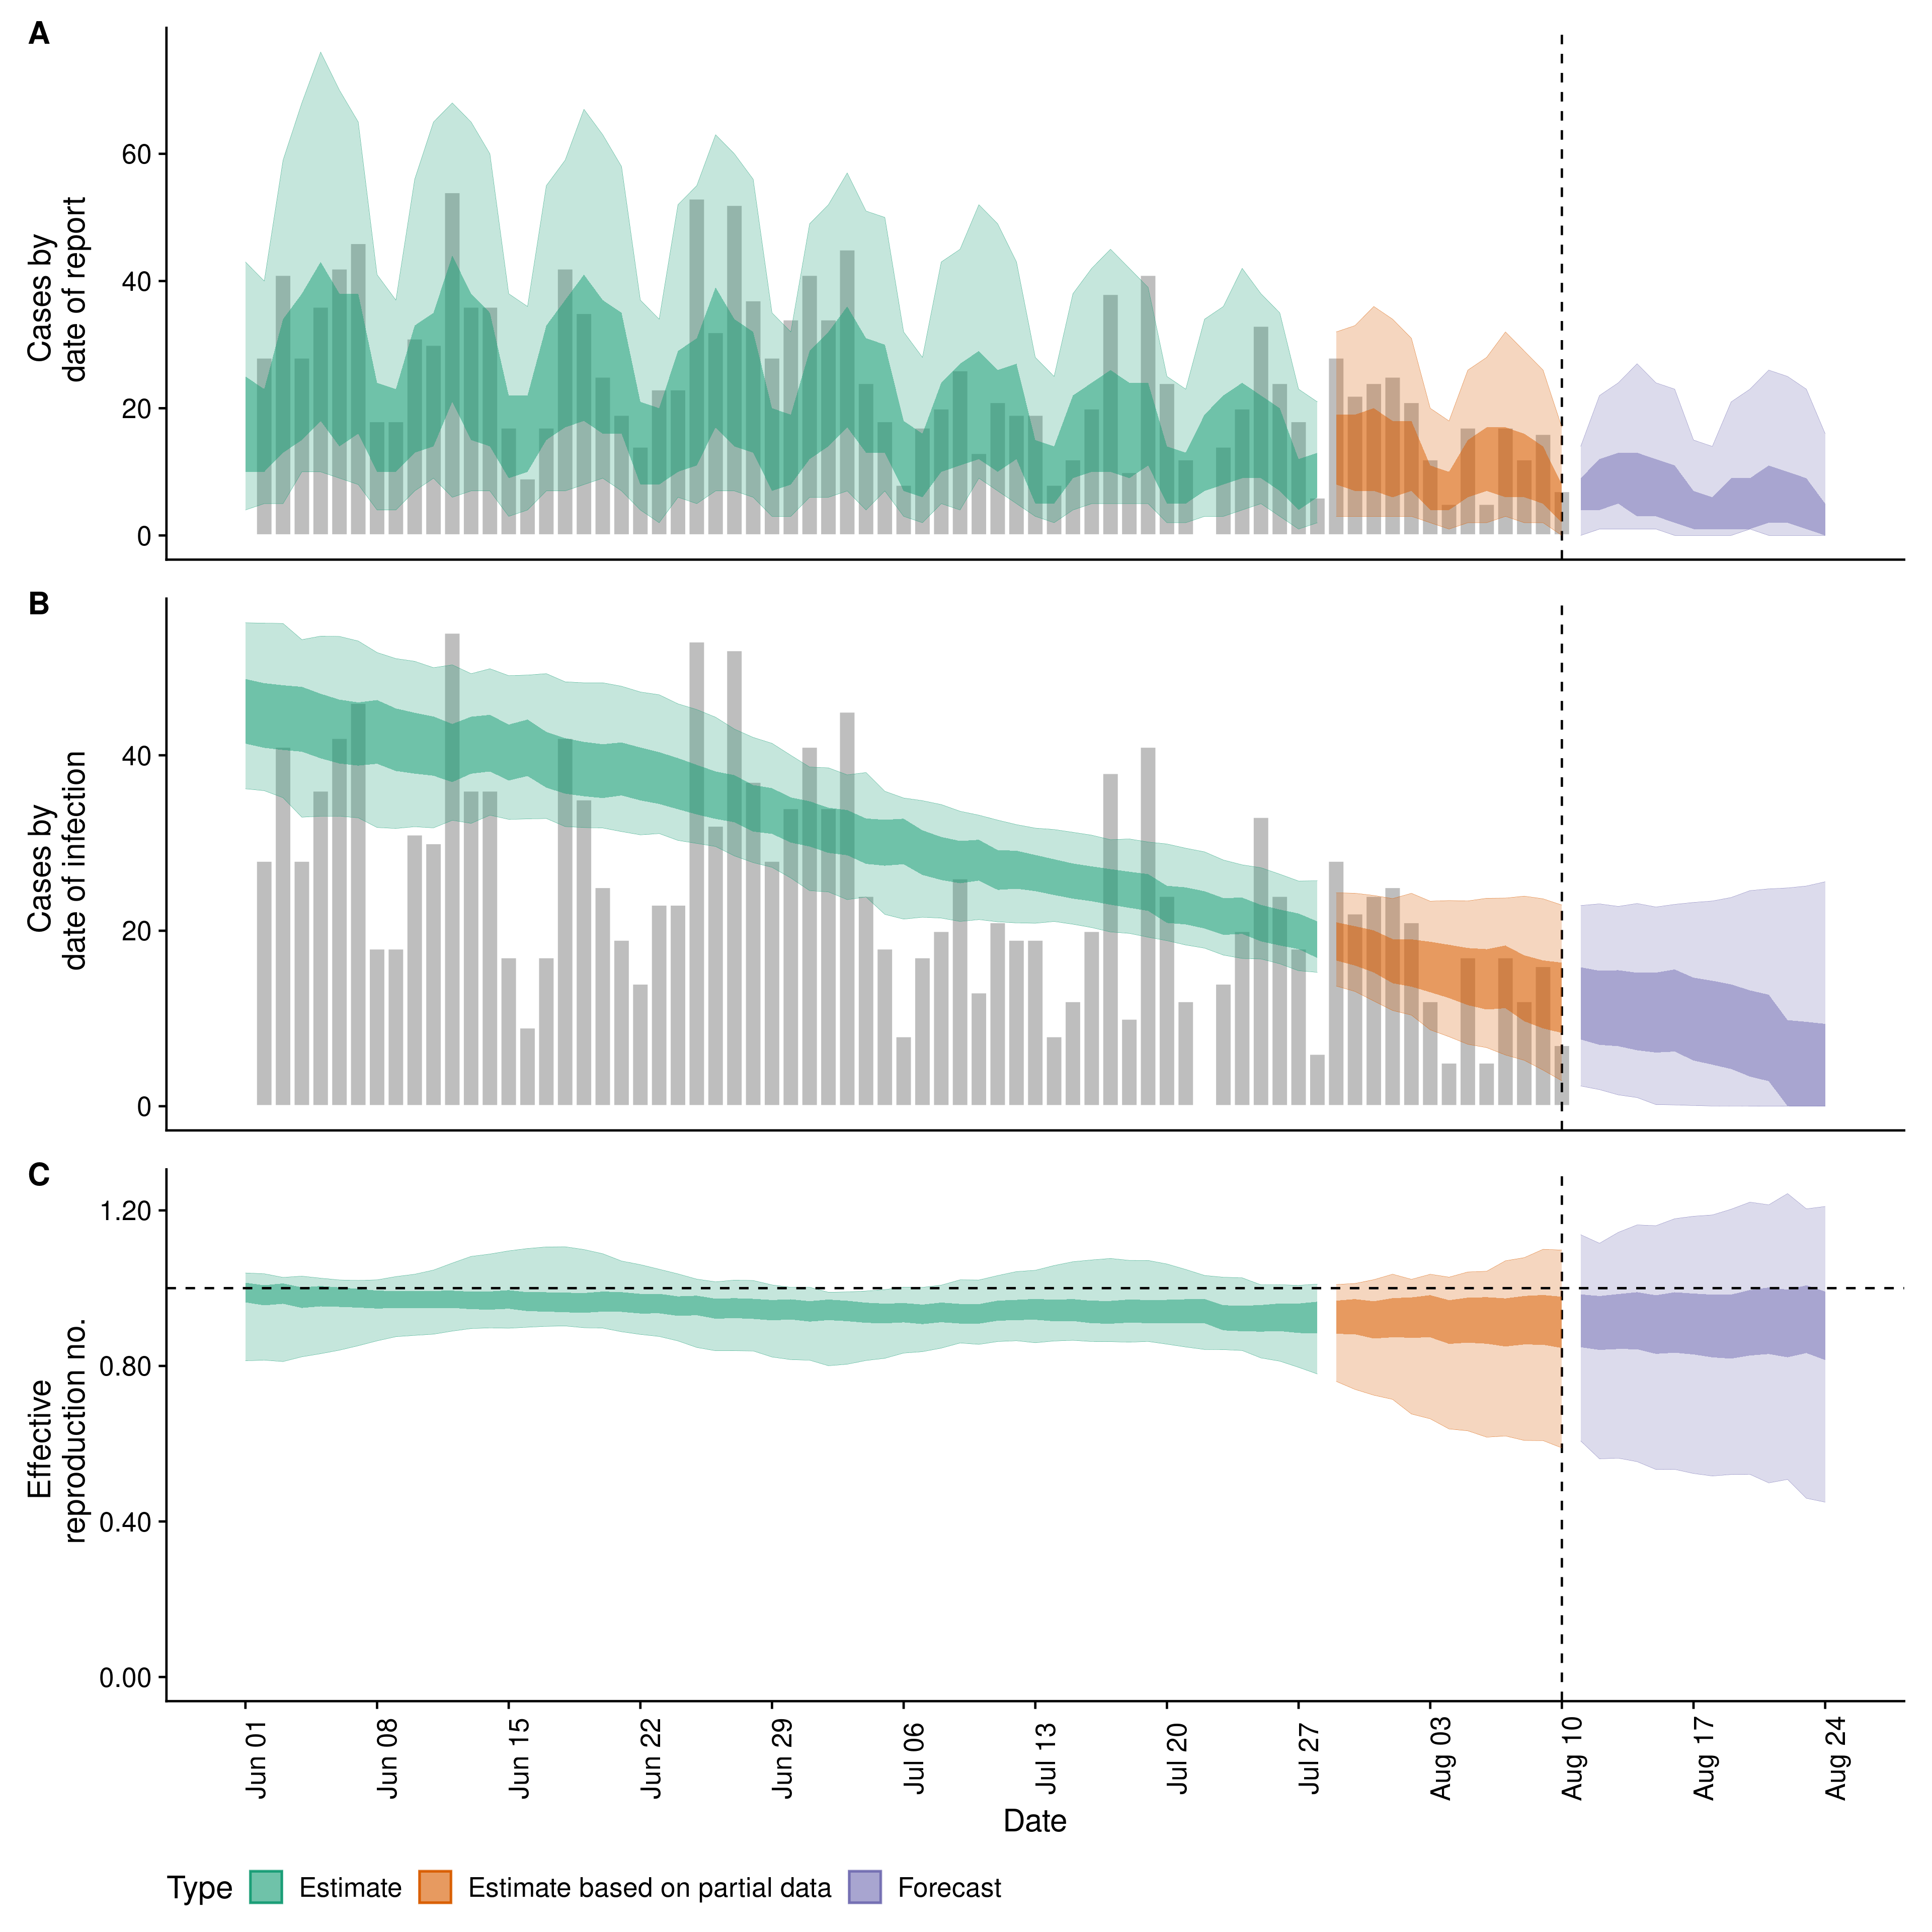 A
Cases by
date of report
60
40
20
0
B
Cases by
date of infection
40
20
0
C
Effective
reproduction no.
1.20
0.80
0.40
0.00
Jun 01
Jun 08
Jun 15
Jun 22
Jun 29
Jul 06
Jul 13
Jul 20
Jul 27
Aug 03
Aug 10
Aug 17
Aug 24
Date
Type Estimate Estimate based on partial data Forecast